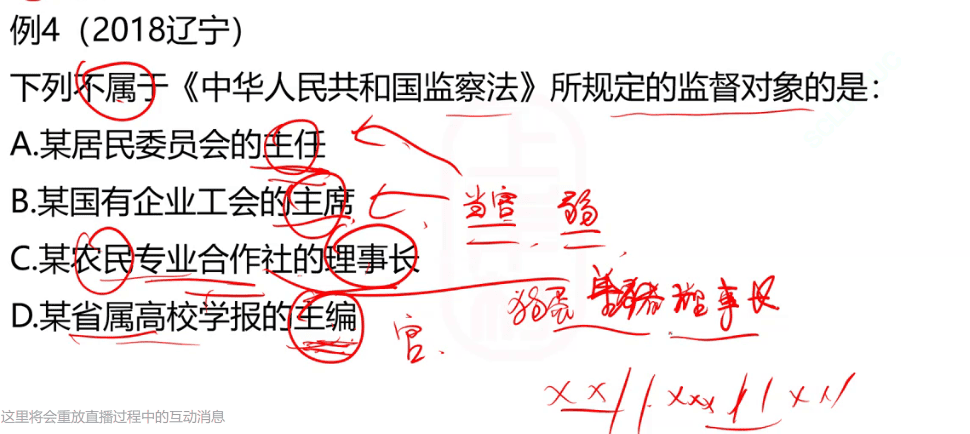 例4（2018辽宁）
下列不属于《中华人民共和国监察法》所规定的监督对象的是：
A.某居民委员会的主任
B.某国有企业工会的主席
当官
C.某农民专业合作社的理事长
理事长
D.某省属高校学报的主编
官.
xx// xxx/// x x//
这里将会重放直播过程中的互动消息